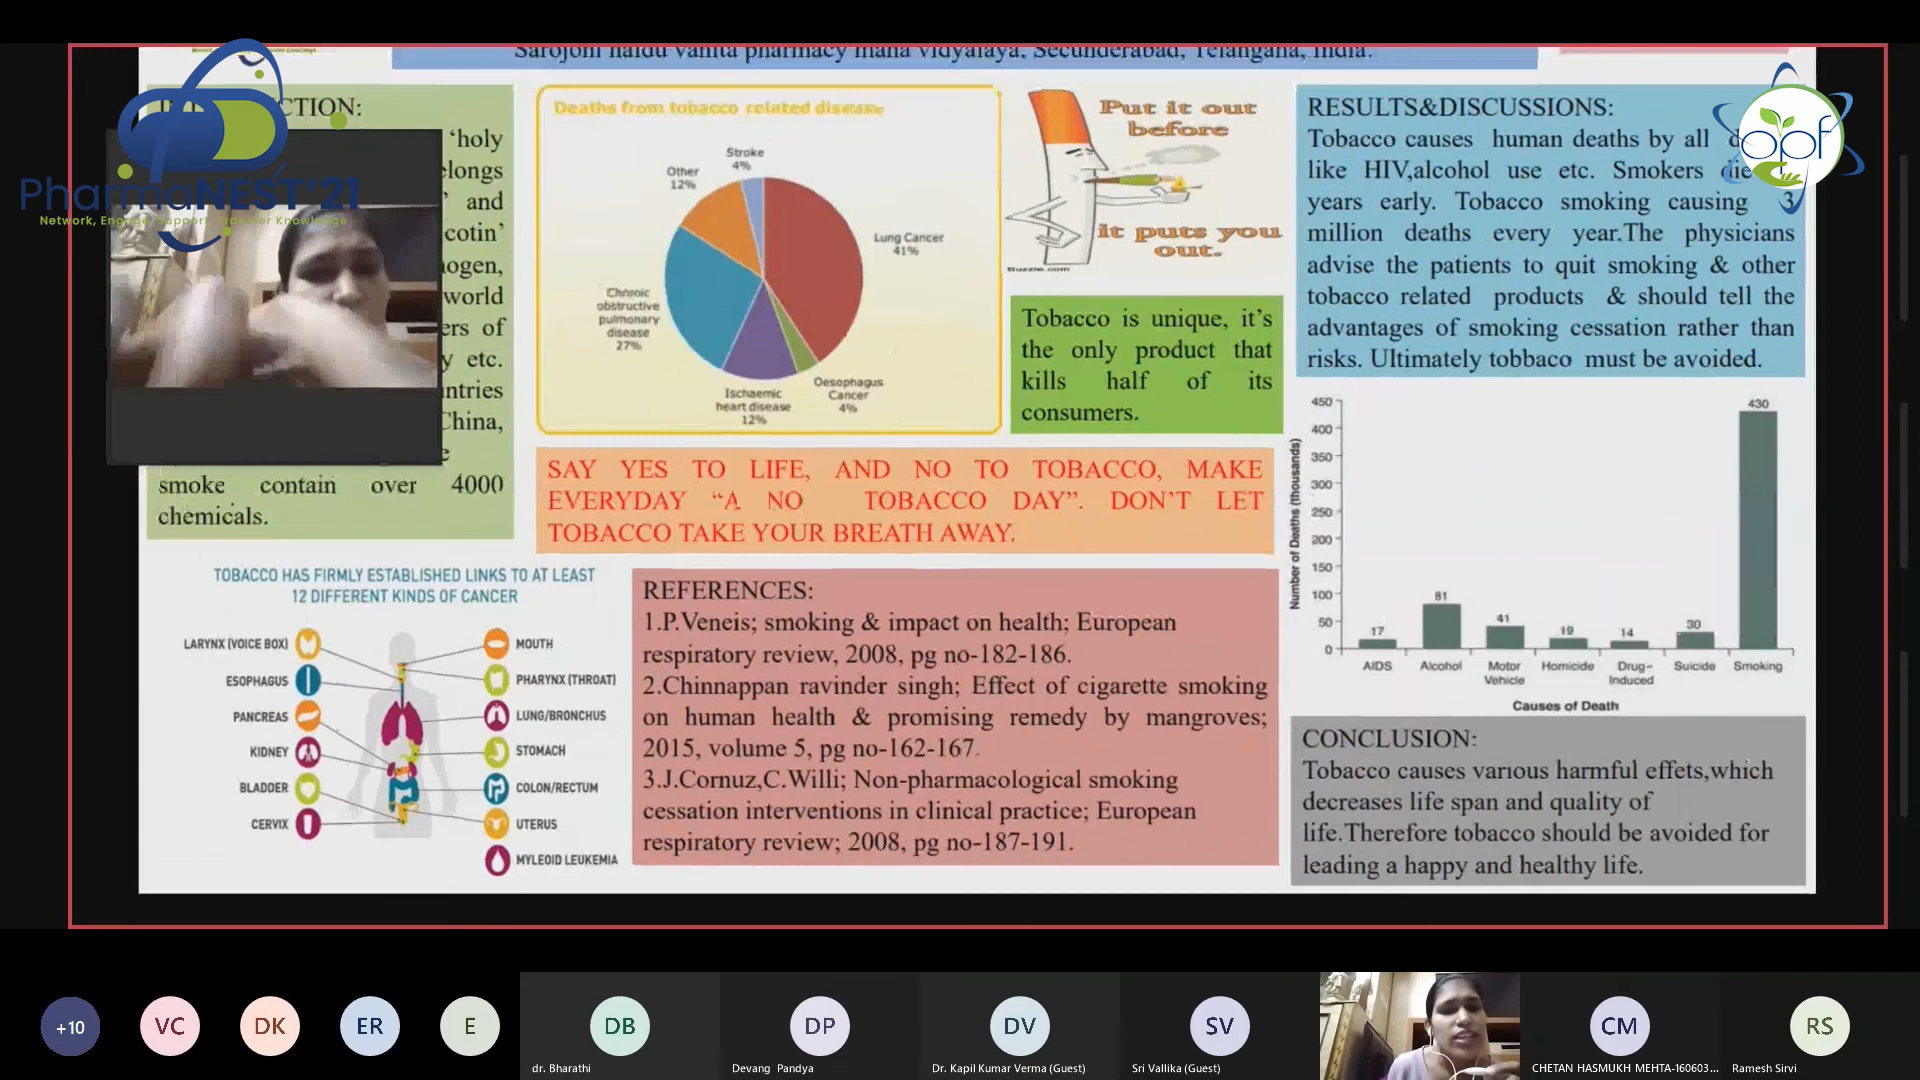 Sarojoni naidu vanita pharmacy maha vidyalaya, Secunderabad, Telangana, India.
PharmaNEST'21
Network, Engage, Support, Transfer Knowledge
CTION:
‘holy
elongs
’ and
cotin’
ogen,
world
ers of
y etc.
ntries
China,
e
smoke contain over 4000
chemicals.
Deaths from tobacco related disease
Stroke
4%
Other
12%
Lung Cancer
41%
Chronic
obstructive
pulmonary
disease
27%
Ischaemic
heart disease
12%
Oesophagus
Cancer
4%
Put it out
before
it puts you
out.
Buzzle.com
Tobacco is unique, it’s
the only product that
kills half of its
consumers.
SAY YES TO LIFE, AND NO TO TOBACCO, MAKE
EVERYDAY “A NO TOBACCO DAY”. DON’T LET
TOBACCO TAKE YOUR BREATH AWAY.
RESULTS&DISCUSSIONS:
Tobacco causes human deaths by all
like HIV,alcohol use etc. Smokers die
years early. Tobacco smoking causing 3
million deaths every year.The physicians
advise the patients to quit smoking & other
tobacco related products & should tell the
advantages of smoking cessation rather than
risks. Ultimately tobbaco must be avoided.
opf
Number of Deaths (thousands)
450
400
350
300
250
200
150
100
50
0
17
81
41
19
14
30
430
AIDS
Alcohol
Motor
Vehicle
Homicide
Drug-
Induced
Suicide
Smoking
Causes of Death
TOBACCO HAS FIRMLY ESTABLISHED LINKS TO AT LEAST
12 DIFFERENT KINDS OF CANCER
LARYNX (VOICE BOX)
ESOPHAGUS
PANCREAS
KIDNEY
BLADDER
CERVIX
MOUTH
PHARYNX (THROAT)
LUNG/BRONCHUS
STOMACH
COLON/RECTUM
UTERUS
MYLEOID LEUKEMIA
REFERENCES:
1.P.Veneis; smoking & impact on health; European
respiratory review, 2008, pg no-182-186.
2.Chinnappan ravinder singh; Effect of cigarette smoking
on human health & promising remedy by mangroves;
2015, volume 5, pg no-162-167.
3.J.Cornuz,C.Willi; Non-pharmacological smoking
cessation interventions in clinical practice; European
respiratory review; 2008, pg no-187-191.
CONCLUSION:
Tobacco causes various harmful effets,which
decreases life span and quality of
life.Therefore tobacco should be avoided for
leading a happy and healthy life.
+10
VC
DK
ER
E
DB
dr. Bharathi
DP
Devang Pandya
DV
Dr. Kapil Kumar Verma (Guest)
SV
Sri Vallika (Guest)
CM
CHETAN HASMUKH MEHTA-160603...
RS
Ramesh Sirvi